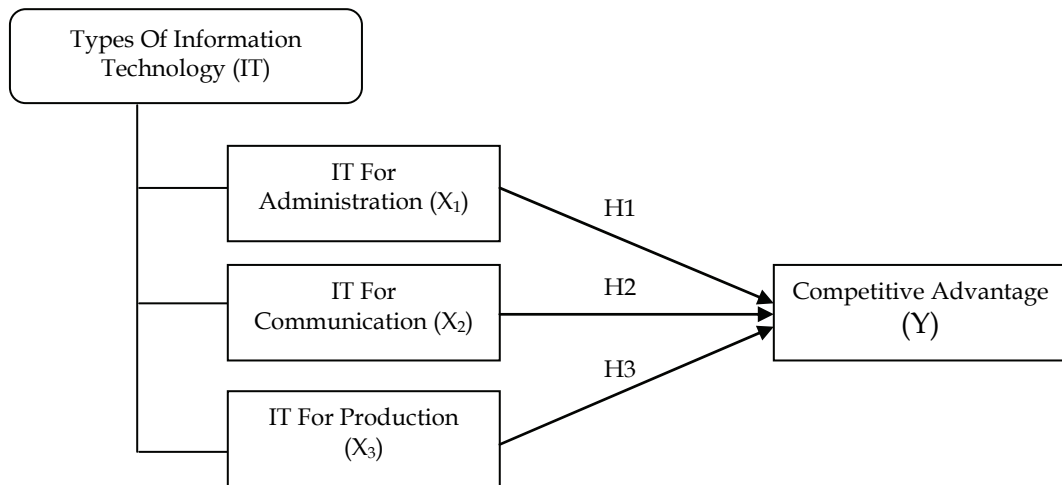 Types Of Information
Technology (IT)
IT For
Administration (X₁)
H1
IT For
Communication (X₂)
H2
Competitive Advantage
(Y)
H3
IT For Production
(X₃)